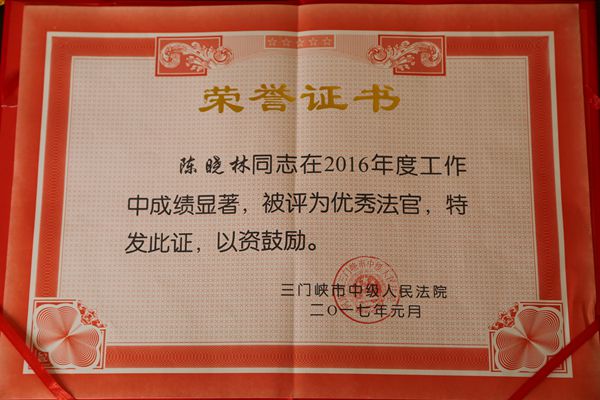 荣誉证书
陈晓林同志在2016年度工作
中成绩显著，被评为优秀法官，特
发此证，以资鼓励。
三门峡市中级人民法院
二〇一七年元月